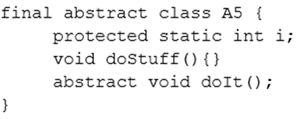 final abstract class A5 {
protected static int i;
void doStuff(){}
abstract void doIt();
}